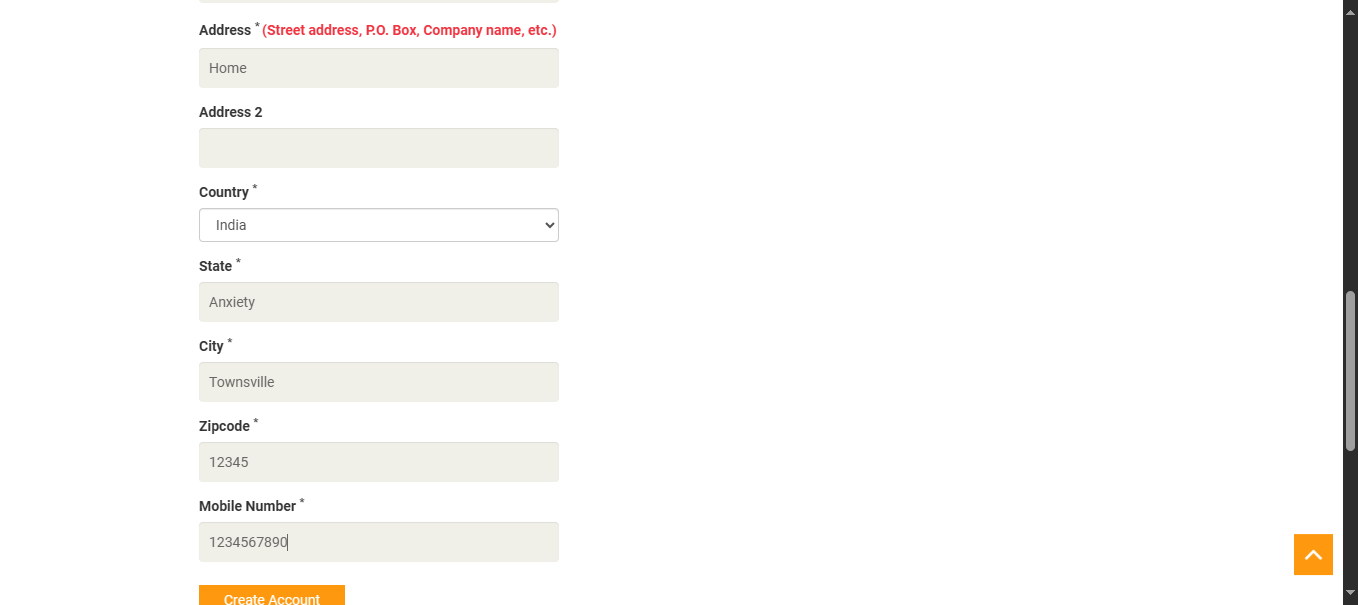 Address * (Street address, P.O. Box, Company name, etc.)
Home
Address 2
Country *
India
State *
Anxiety
City *
Townsville
Zipcode *
12345
Mobile Number *
1234567890
Create Account